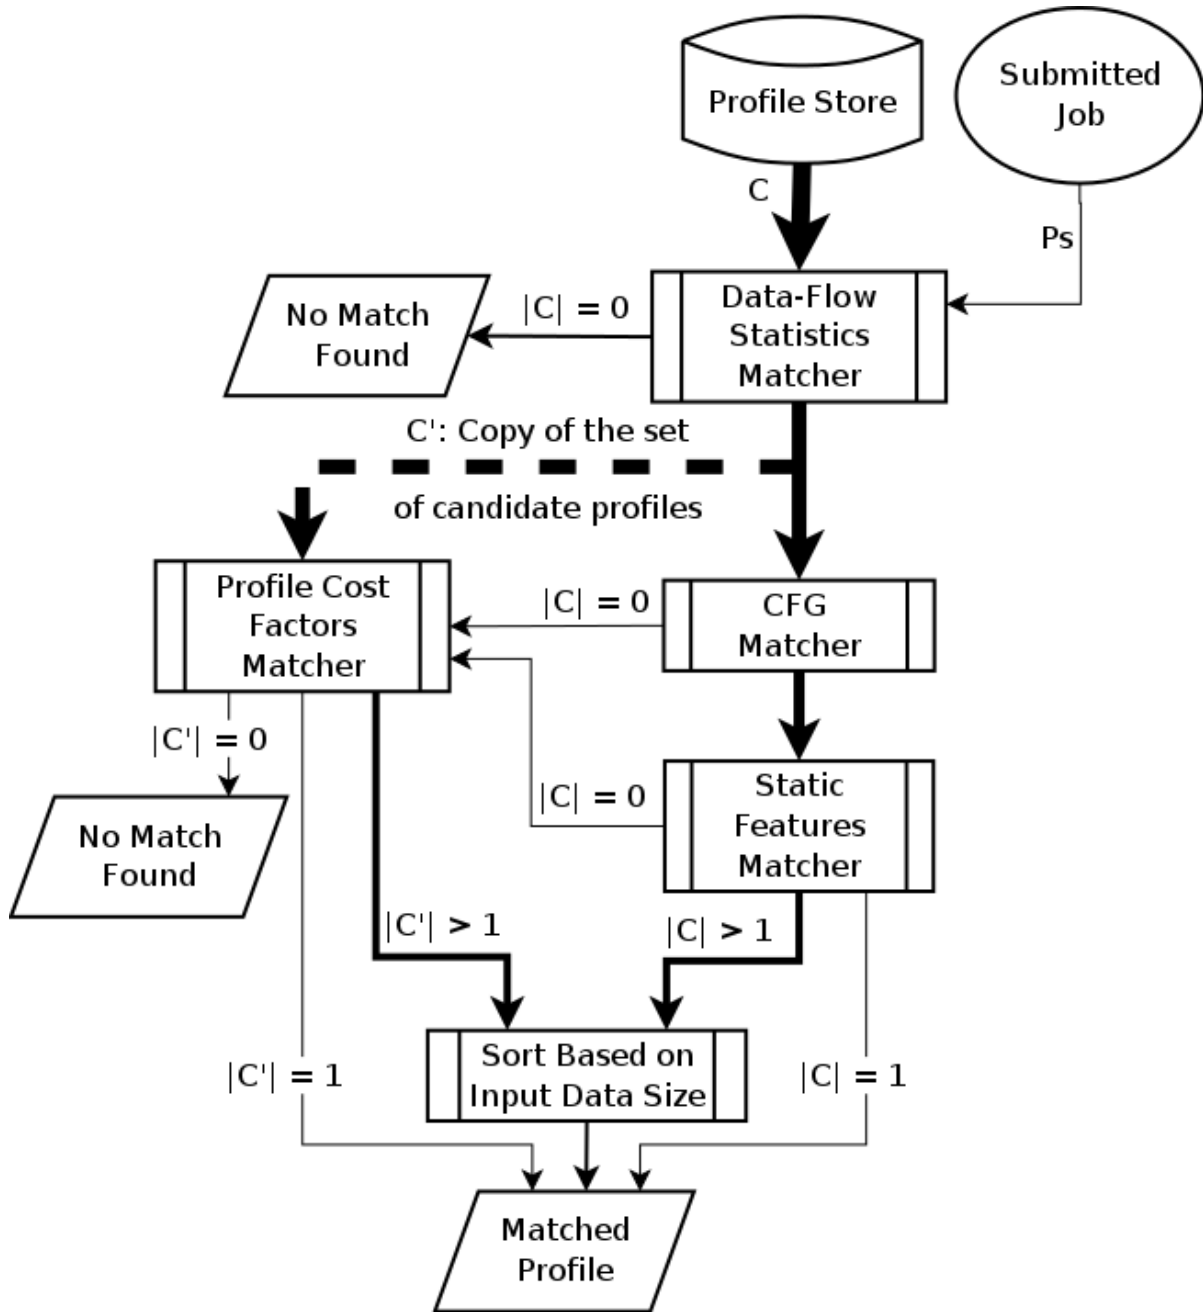 Profile Store
Submitted
Job
C
Ps
Data-Flow
Statistics
Matcher
|C| = 0
No Match
Found
C': Copy of the set
of candidate profiles
Profile Cost
Factors
Matcher
|C| = 0
CFG
Matcher
|C'| = 0
|C| = 0
Static
Features
Matcher
No Match
Found
|C'| > 1
|C| > 1
Sort Based on
Input Data Size
|C'| = 1
|C| = 1
Matched
Profile